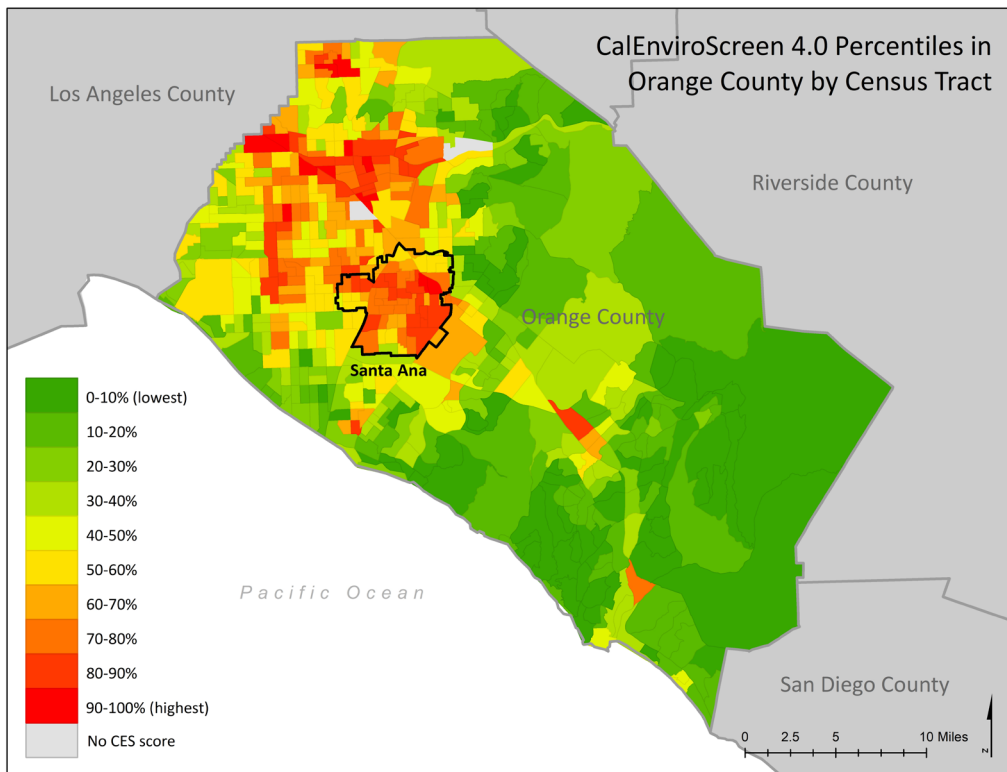 CalEnviroScreen 4.0 Percentiles in
Orange County by Census Tract
Los Angeles County
Riverside County
Orange County
Santa Ana
0-10% (lowest)
10-20%
20-30%
30-40%
40-50%
50-60%
60-70%
70-80%
80-90%
90-100% (highest)
No CES score
Pacific Ocean
San Diego County
0 2.5 5 10 Miles
N